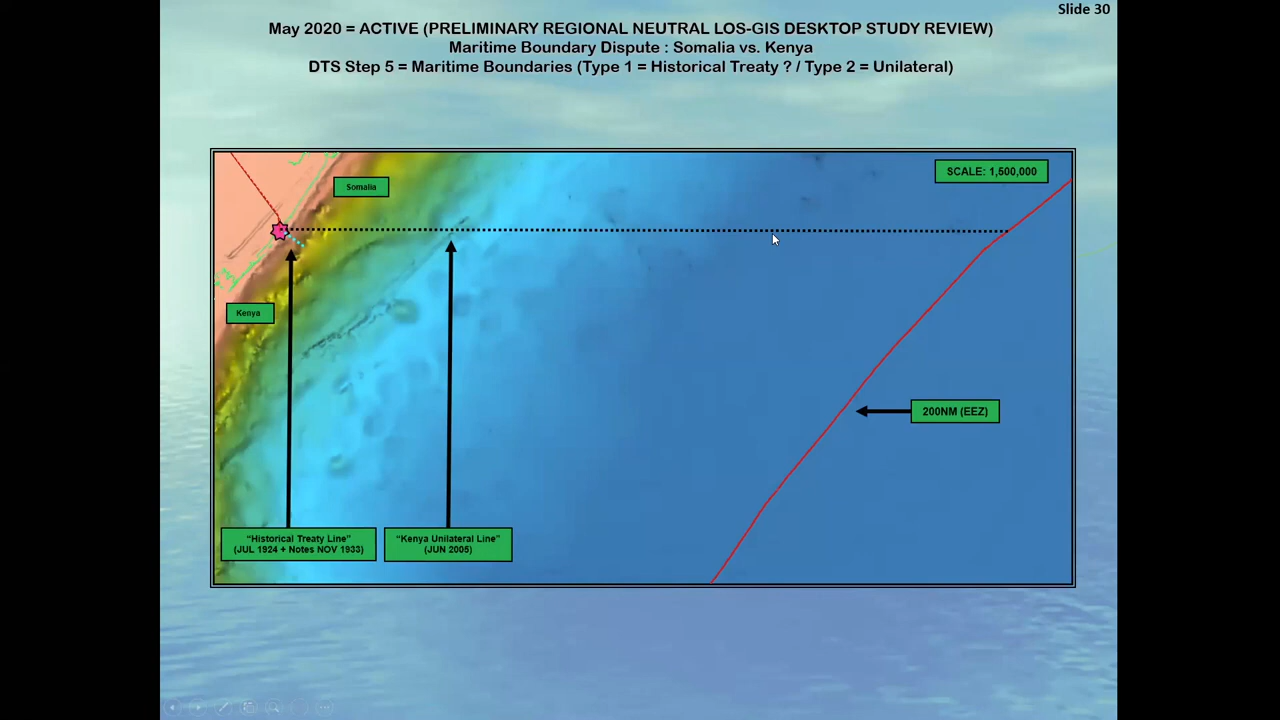 Slide 30
May 2020 = ACTIVE (PRELIMINARY REGIONAL NEUTRAL LOS-GIS DESKTOP STUDY REVIEW)
Maritime Boundary Dispute : Somalia vs. Kenya
DTS Step 5 = Maritime Boundaries (Type 1 = Historical Treaty ? / Type 2 = Unilateral)
SCALE: 1,500,000
Somalia
Kenya
200NM (EEZ)
“Historical Treaty Line”
(JUL 1924 + Notes NOV 1933)
“Kenya Unilateral Line”
(JUN 2005)